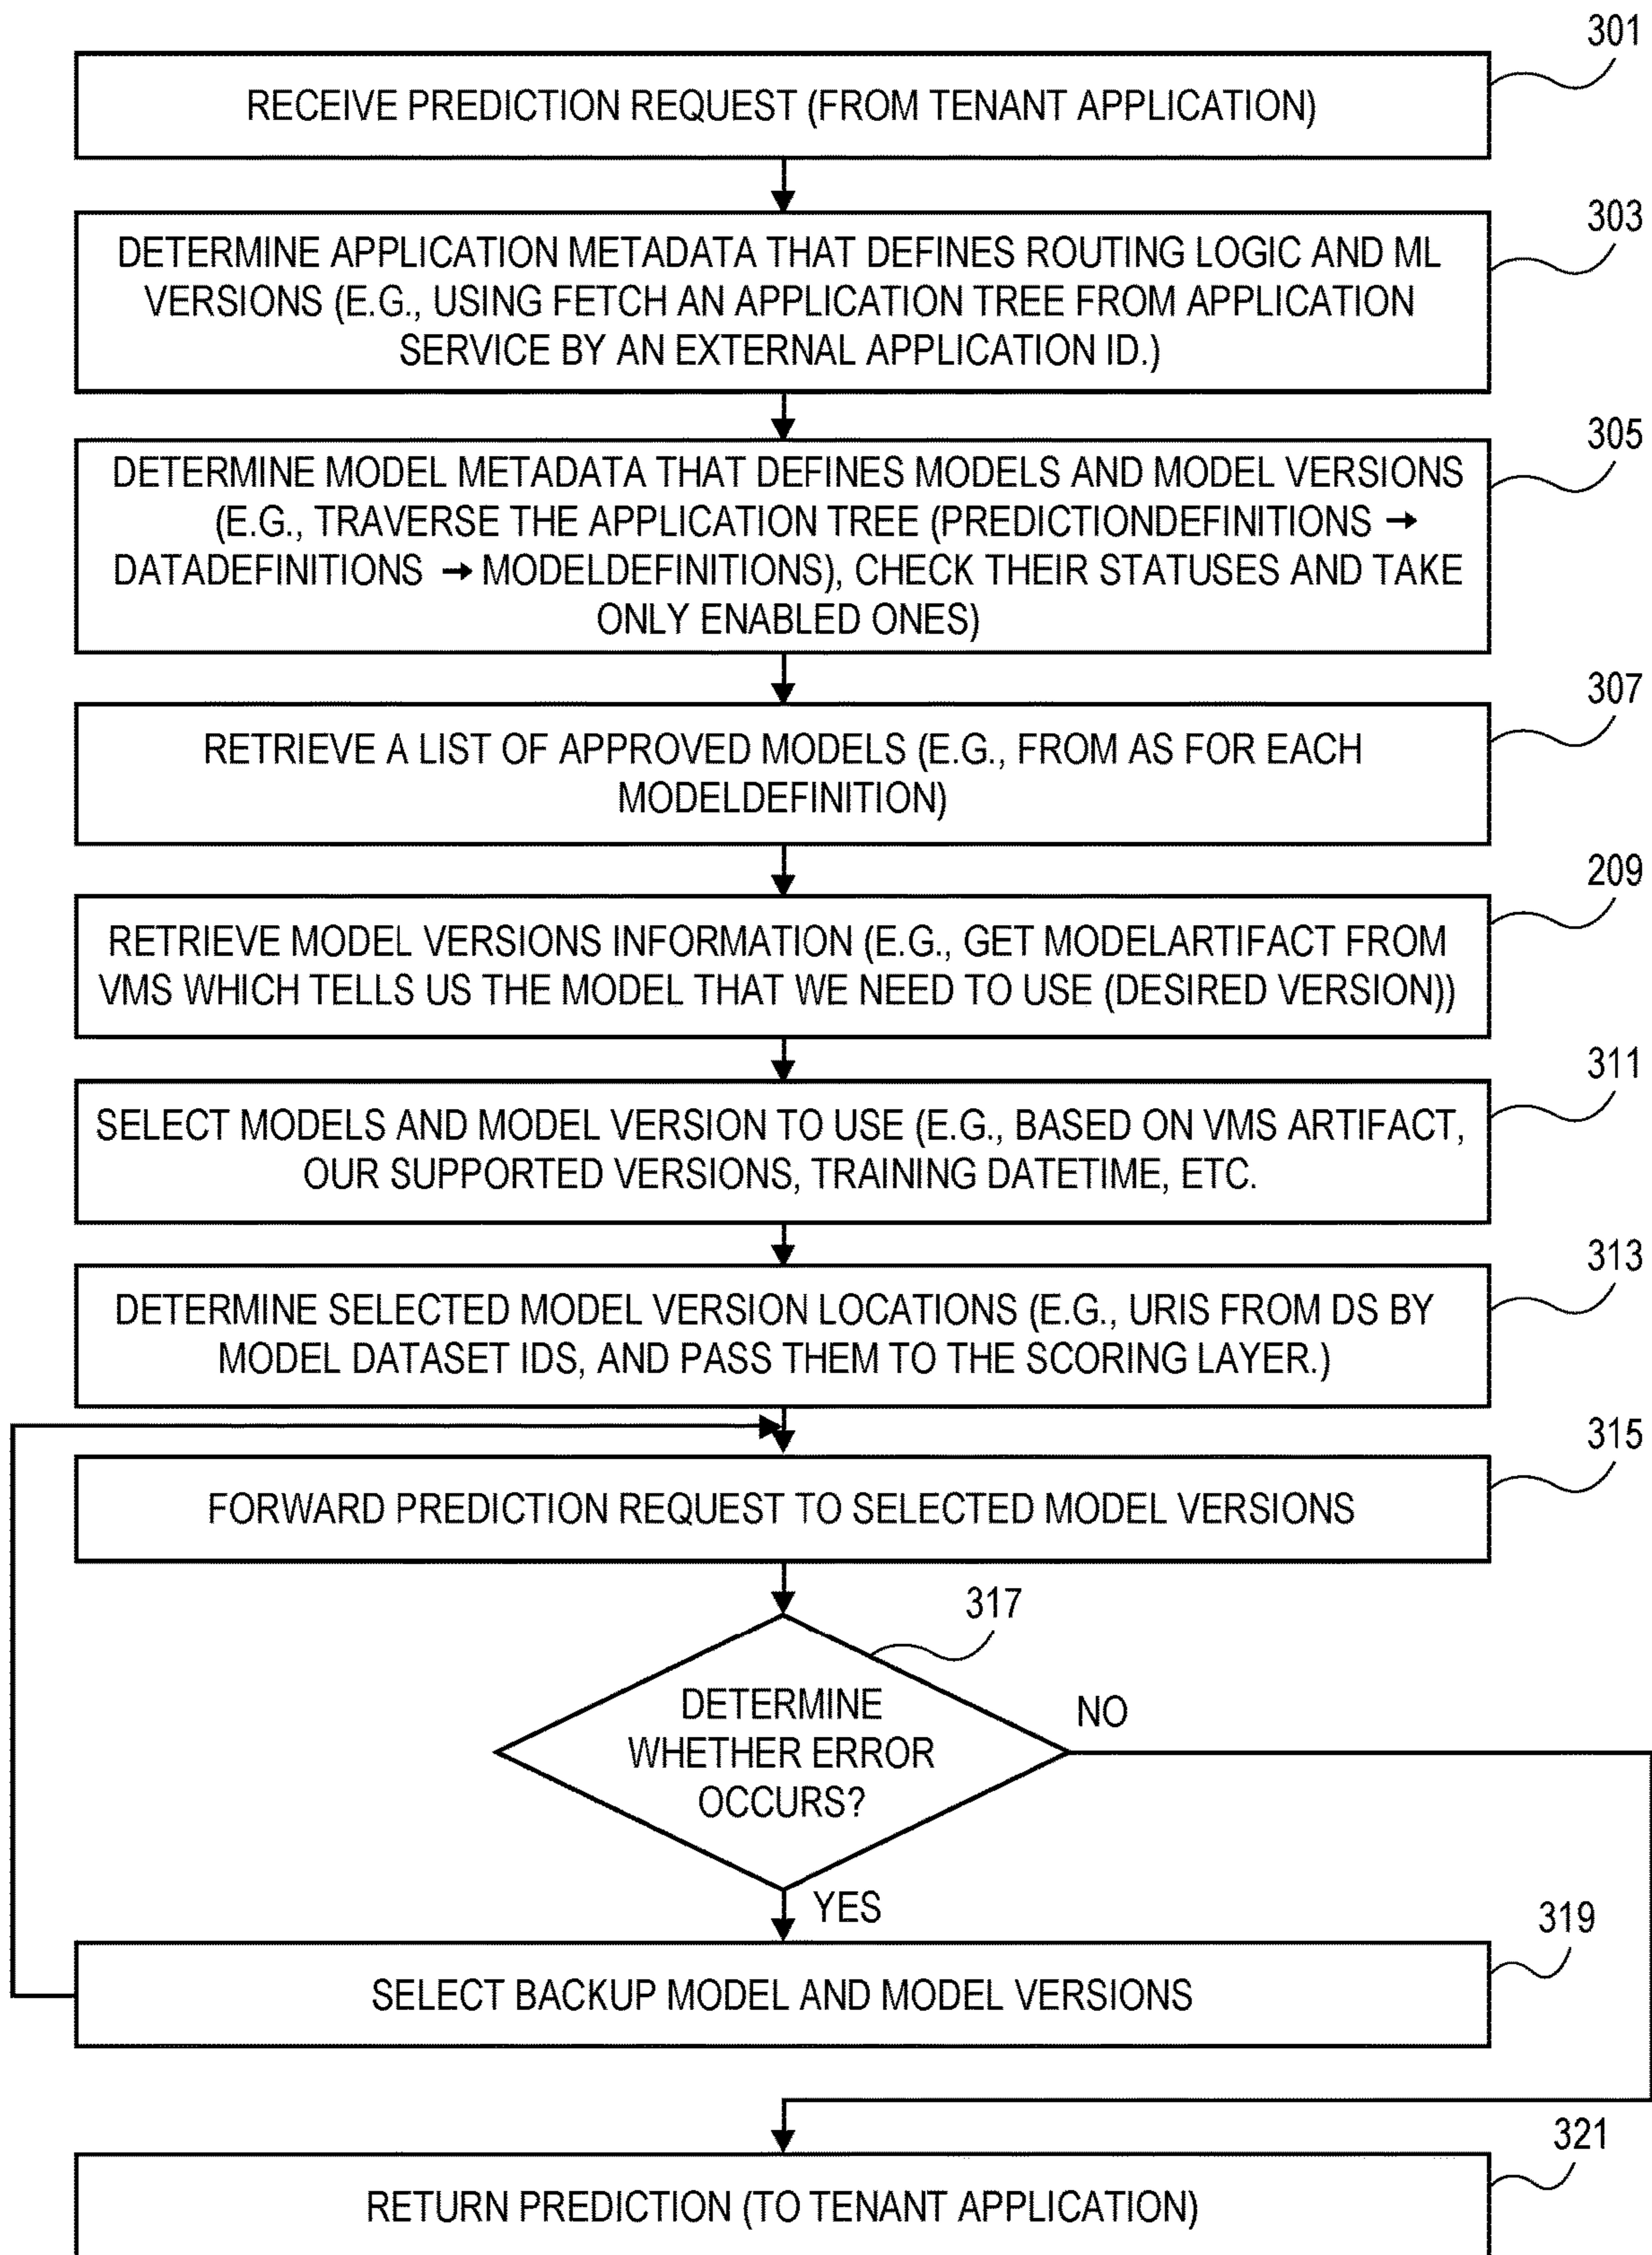 301
RECEIVE PREDICTION REQUEST (FROM TENANT APPLICATION)
303
DETERMINE APPLICATION METADATA THAT DEFINES ROUTING LOGIC AND ML
VERSIONS (E.G., USING FETCH AN APPLICATION TREE FROM APPLICATION
SERVICE BY AN EXTERNAL APPLICATION ID.)
305
DETERMINE MODEL METADATA THAT DEFINES MODELS AND MODEL VERSIONS
(E.G., TRAVERSE THE APPLICATION TREE (PREDICTIONDEFINITIONS →
DATADEFINITIONS → MODELDEFINITIONS), CHECK THEIR STATUSES AND TAKE
ONLY ENABLED ONES)
307
RETRIEVE A LIST OF APPROVED MODELS (E.G., FROM AS FOR EACH
MODELDEFINITION)
209
RETRIEVE MODEL VERSIONS INFORMATION (E.G., GET MODELARTIFACT FROM
VMS WHICH TELLS US THE MODEL THAT WE NEED TO USE (DESIRED VERSION))
311
SELECT MODELS AND MODEL VERSION TO USE (E.G., BASED ON VMS ARTIFACT,
OUR SUPPORTED VERSIONS, TRAINING DATETIME, ETC.
313
DETERMINE SELECTED MODEL VERSION LOCATIONS (E.G., URIS FROM DS BY
MODEL DATASET IDS, AND PASS THEM TO THE SCORING LAYER.)
315
FORWARD PREDICTION REQUEST TO SELECTED MODEL VERSIONS
317
DETERMINE
WHETHER ERROR
OCCURS?
NO
YES
319
SELECT BACKUP MODEL AND MODEL VERSIONS
321
RETURN PREDICTION (TO TENANT APPLICATION)